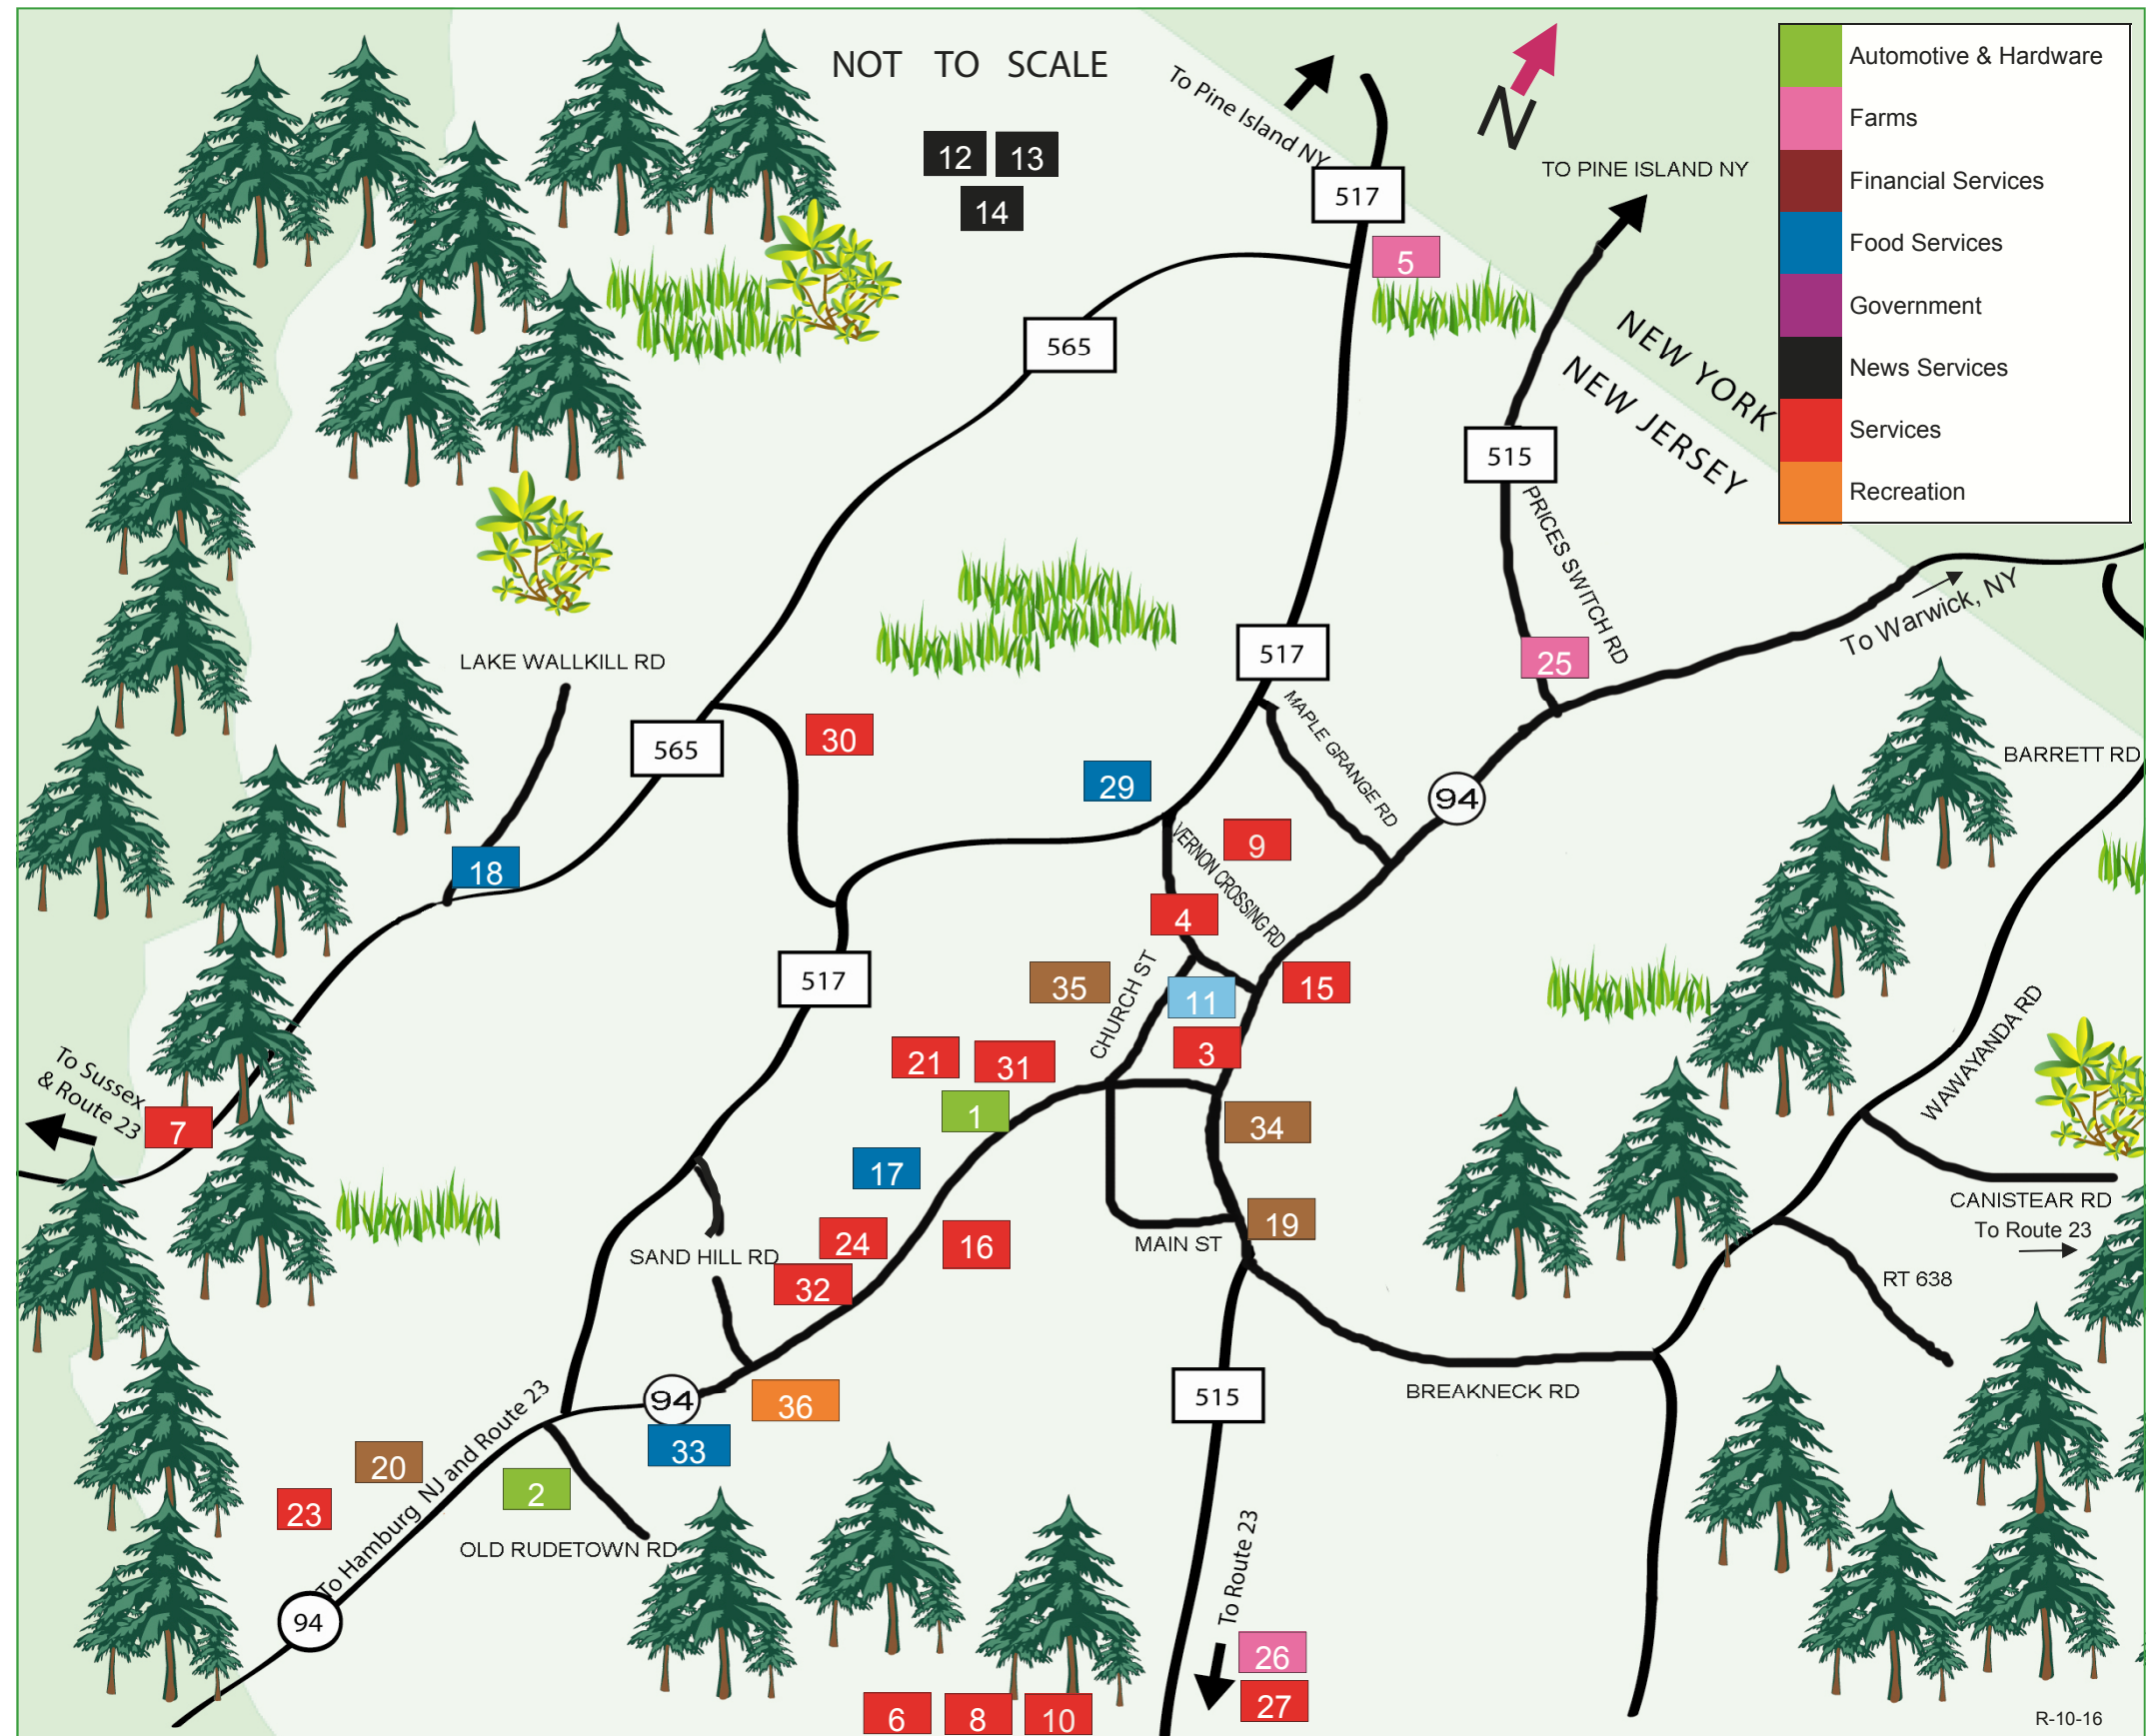 NOT TO SCALE
To Pine Island NY
N
TO PINE ISLAND NY
Automotive & Hardware
Farms
Financial Services
Food Services
Government
News Services
Services
Recreation
12 13
14
517
5
565
NEW YORK
NEW JERSEY
515
PRICES SWITCH RD
To Warwick, NY
LAKE WALLKILL RD
517
25
MAPLE GRANGE RD
30
565
29
94
BARRETT RD
9
VERNON CROSSING RD
18
4
517
35
CHURCH ST
11
15
21
31
3
WAWAYANDA RD
To Sussex
& Route 23
7
1
34
17
CANISTEAR RD
To Route 23
19
24
16
MAIN ST
SAND HILL RD
32
RT 638
94
36
515
BREAKNECK RD
33
20
2
23
To Hamburg NJ and Route 23
OLD RUDETOWN RD
94
To Route 23
26
27
6 8 10
R-10-16